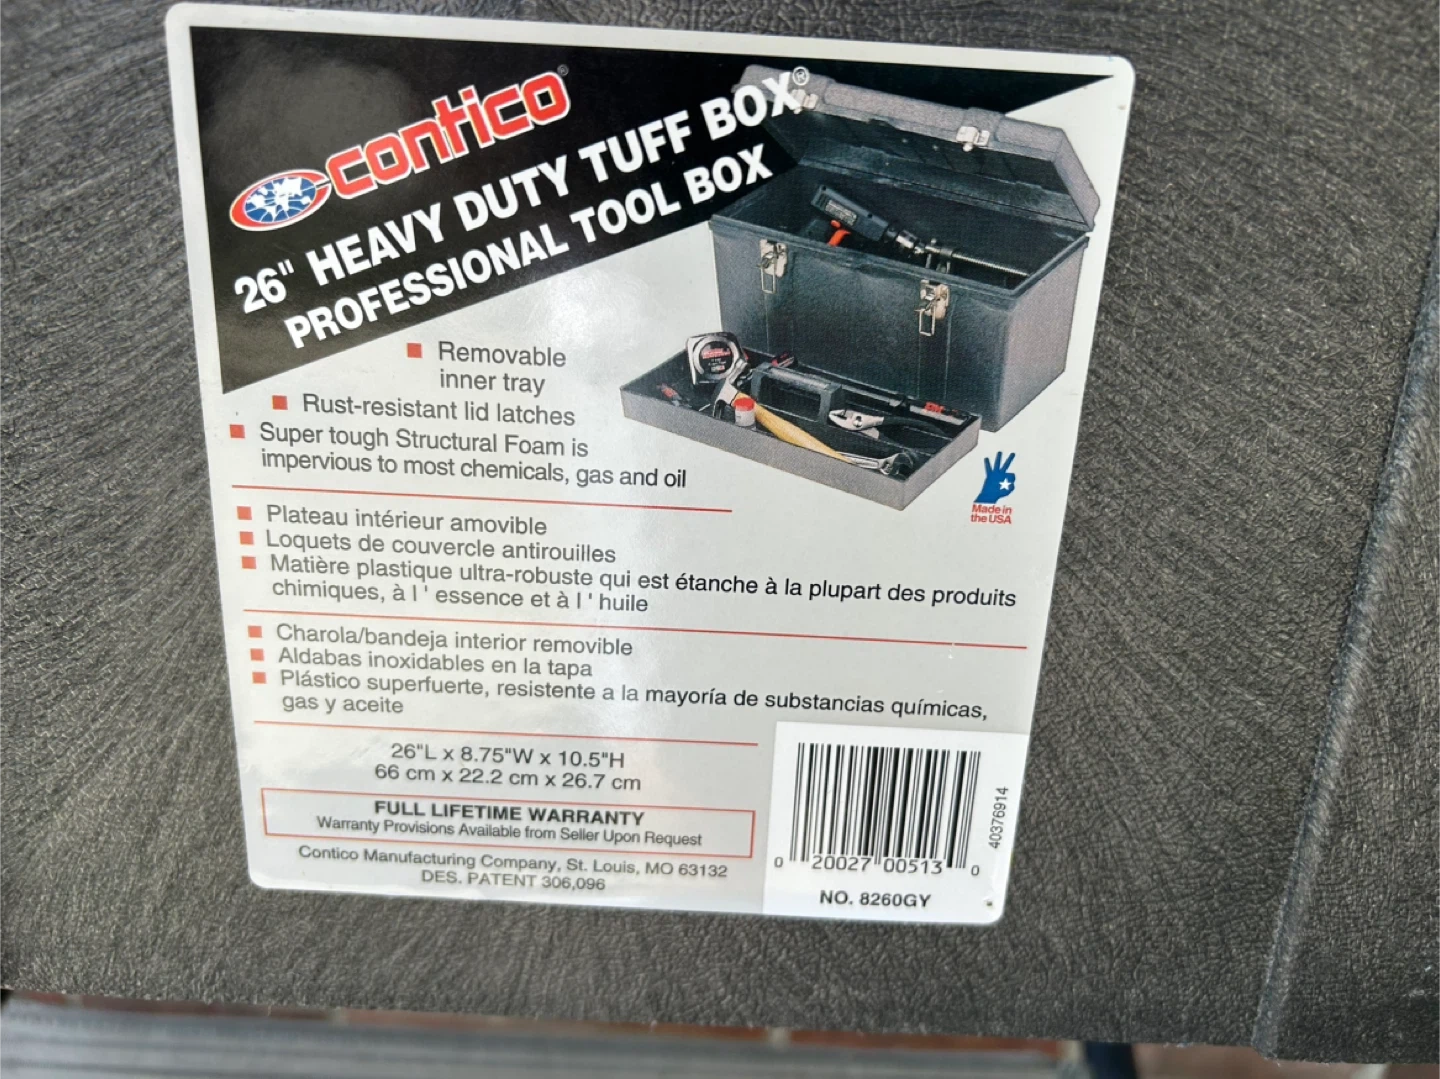 contico®
26" HEAVY DUTY TUFF BOX®
PROFESSIONAL TOOL BOX
Removable
inner tray
Rust-resistant lid latches
Super tough Structural Foam is
impervious to most chemicals, gas and oil
Made in
the USA
Plateau intérieur amovible
Loquets de couvercle antirouilles
Matière plastique ultra-robuste qui est étanche à la plupart des produits
chimiques, à l ' essence et à l ' huile
Charola/bandeja interior removible
Aldabas inoxidables en la tapa
Plástico superfuerte, resistente a la mayoría de substancias químicas,
gas y aceite
26"L x 8.75"W x 10.5"H
66 cm x 22.2 cm x 26.7 cm
FULL LIFETIME WARRANTY
Warranty Provisions Available from Seller Upon Request
Contico Manufacturing Company, St. Louis, MO 63132
DES. PATENT 306,096
0 20027 00513 0
40376914
NO. 8260GY